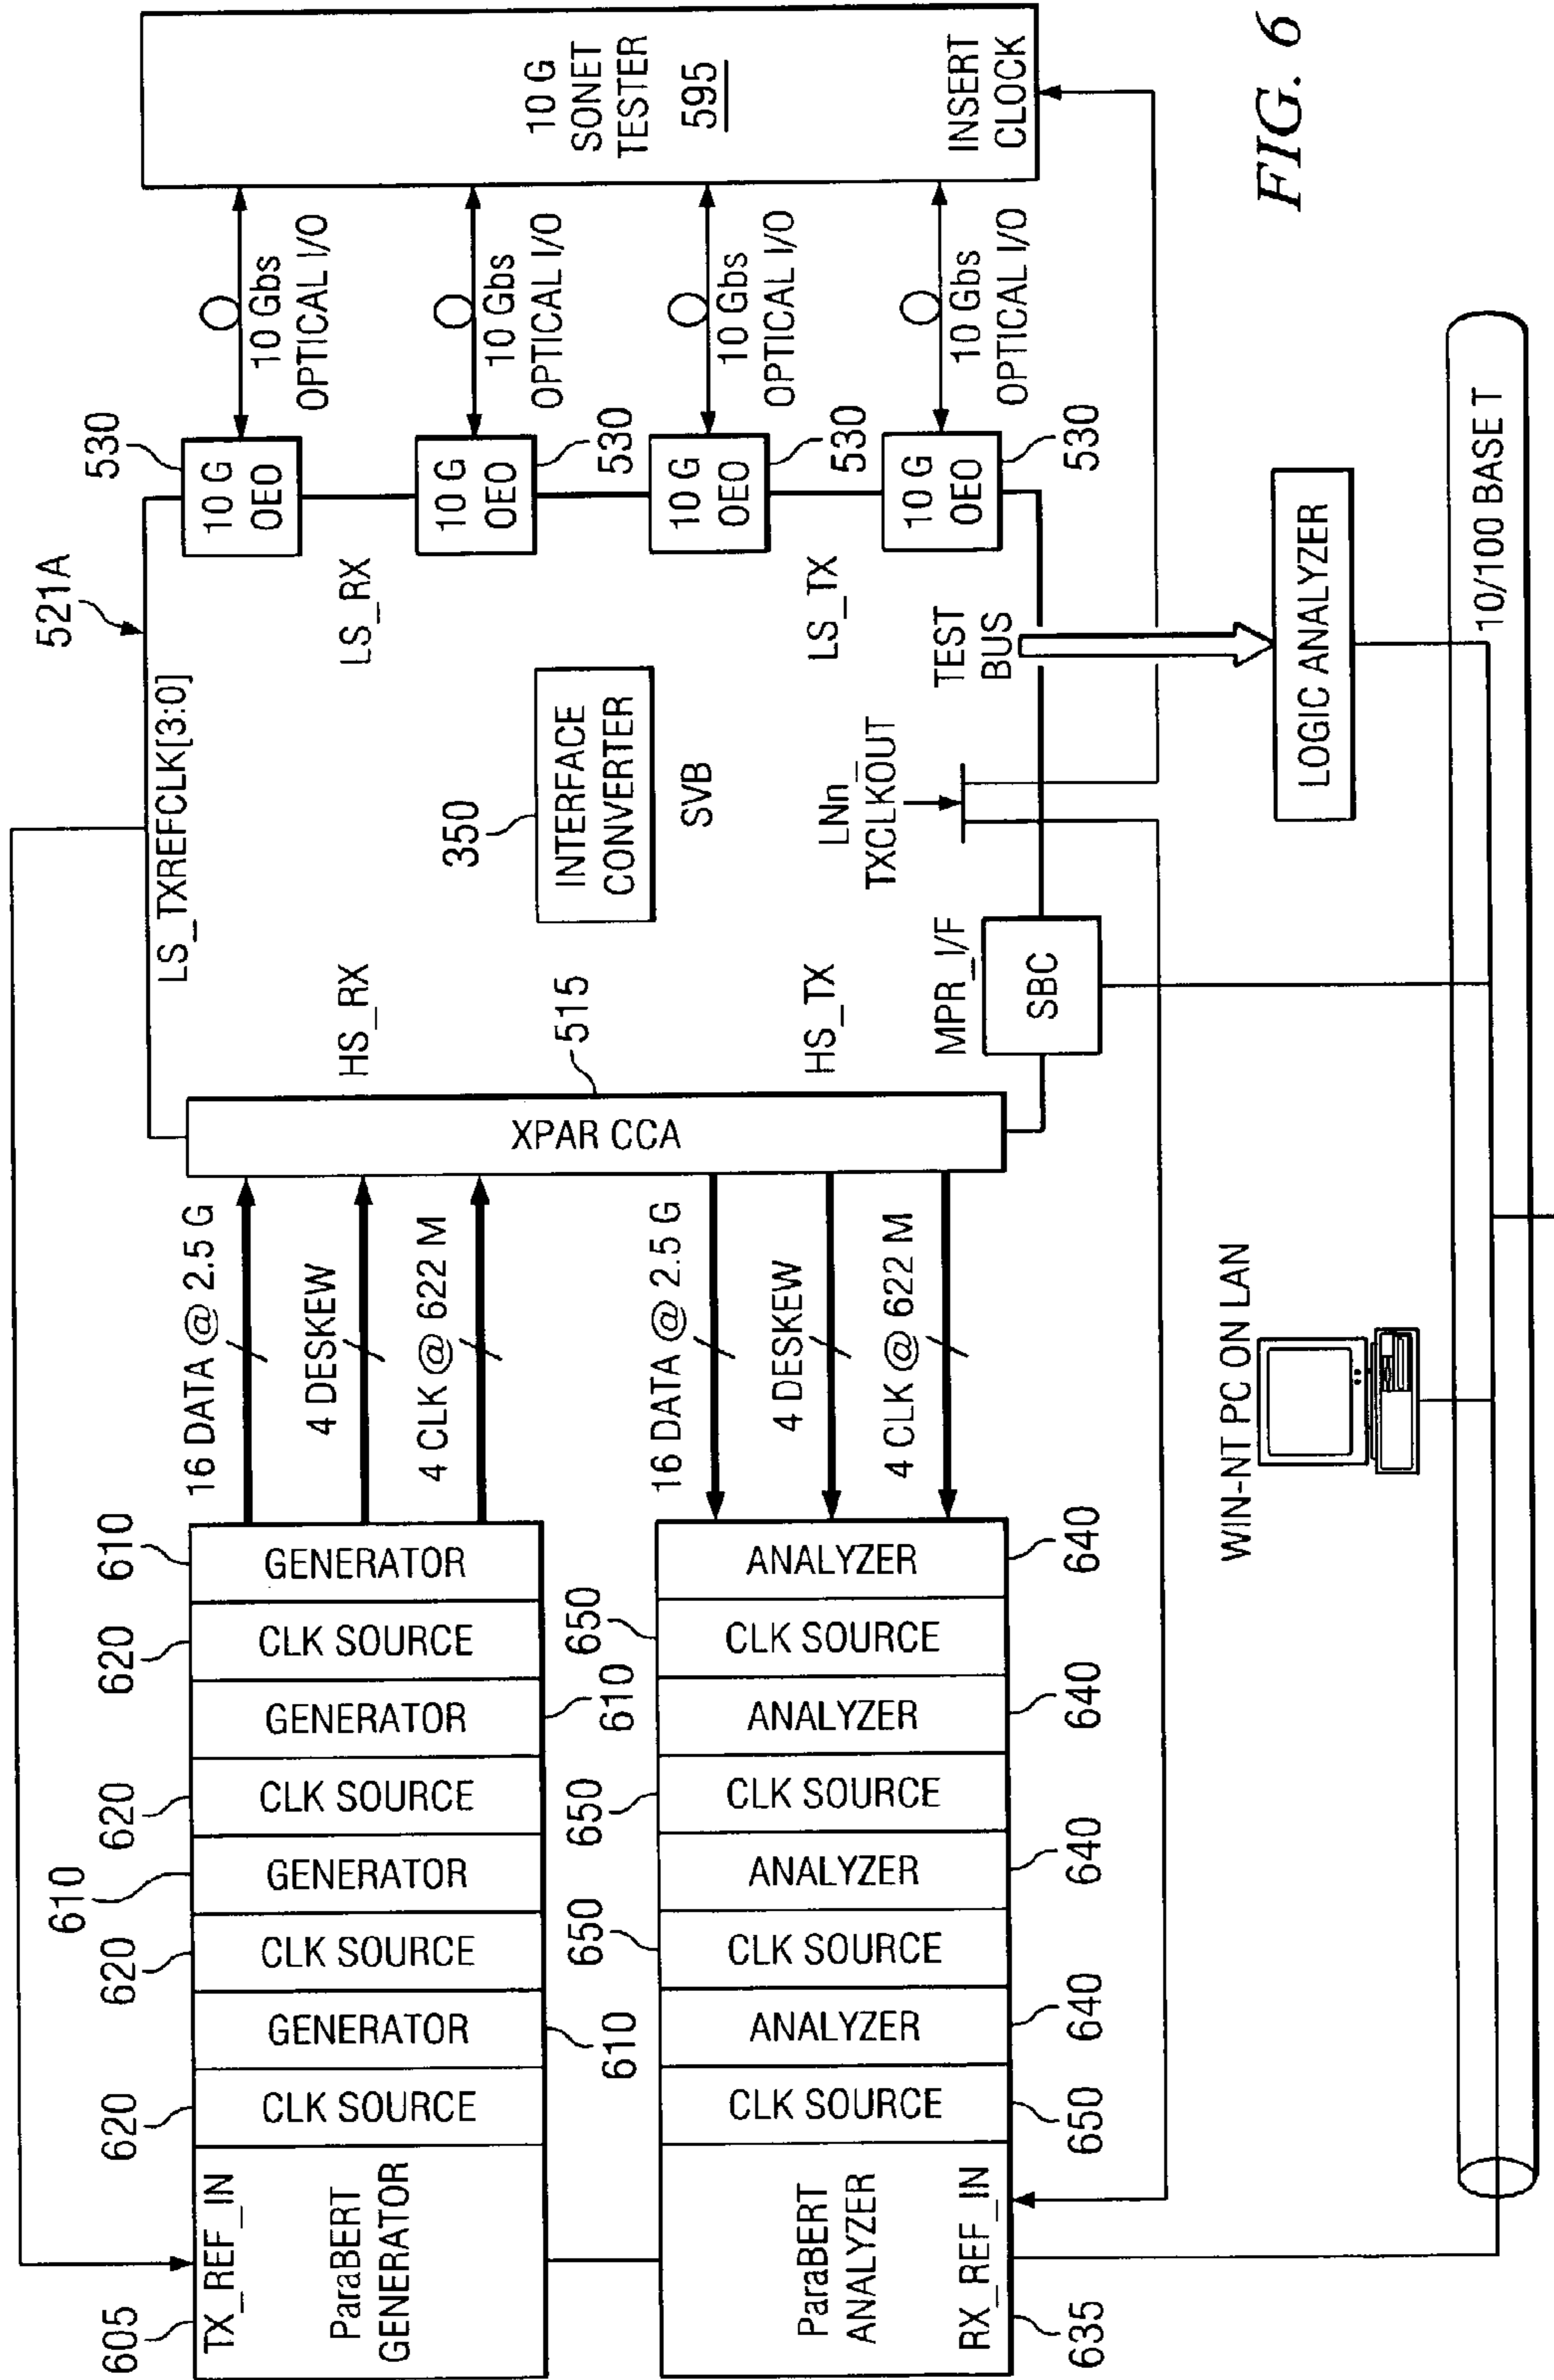 605
TX_REF_IN
ParaBERT
GENERATOR
620
CLK SOURCE
GENERATOR
610
620
CLK SOURCE
610
GENERATOR
620
CLK SOURCE
GENERATOR
610
620
CLK SOURCE
610
GENERATOR
16 DATA @ 2.5 G
4 DESKEW
4 CLK @ 622 M
ParaBERT
ANALYZER
RX_REF_IN
635
CLK SOURCE
650
ANALYZER
640
650
CLK SOURCE
ANALYZER
640
650
CLK SOURCE
ANALYZER
640
650
CLK SOURCE
ANALYZER
640
16 DATA @ 2.5 G
4 DESKEW
4 CLK @ 622 M
XPAR CCA
515
521A
LS_TXREFCLK[3:0]
HS_RX
LS_RX
350
INTERFACE
CONVERTER
SVB
HS_TX
LS_TX
MPR_I/F
SBC
LNn_
TXCLKOUT
TEST
BUS
530
10 G
OEO
10 G
OEO
530
10 G
OEO
530
10 G
OEO
530
10 Gbs
OPTICAL I/O
10 Gbs
OPTICAL I/O
10 Gbs
OPTICAL I/O
10 Gbs
OPTICAL I/O
10 G
SONET
TESTER
595
INSERT
CLOCK
LOGIC ANALYZER
WIN-NT PC ON LAN
10/100 BASE T
FIG. 6